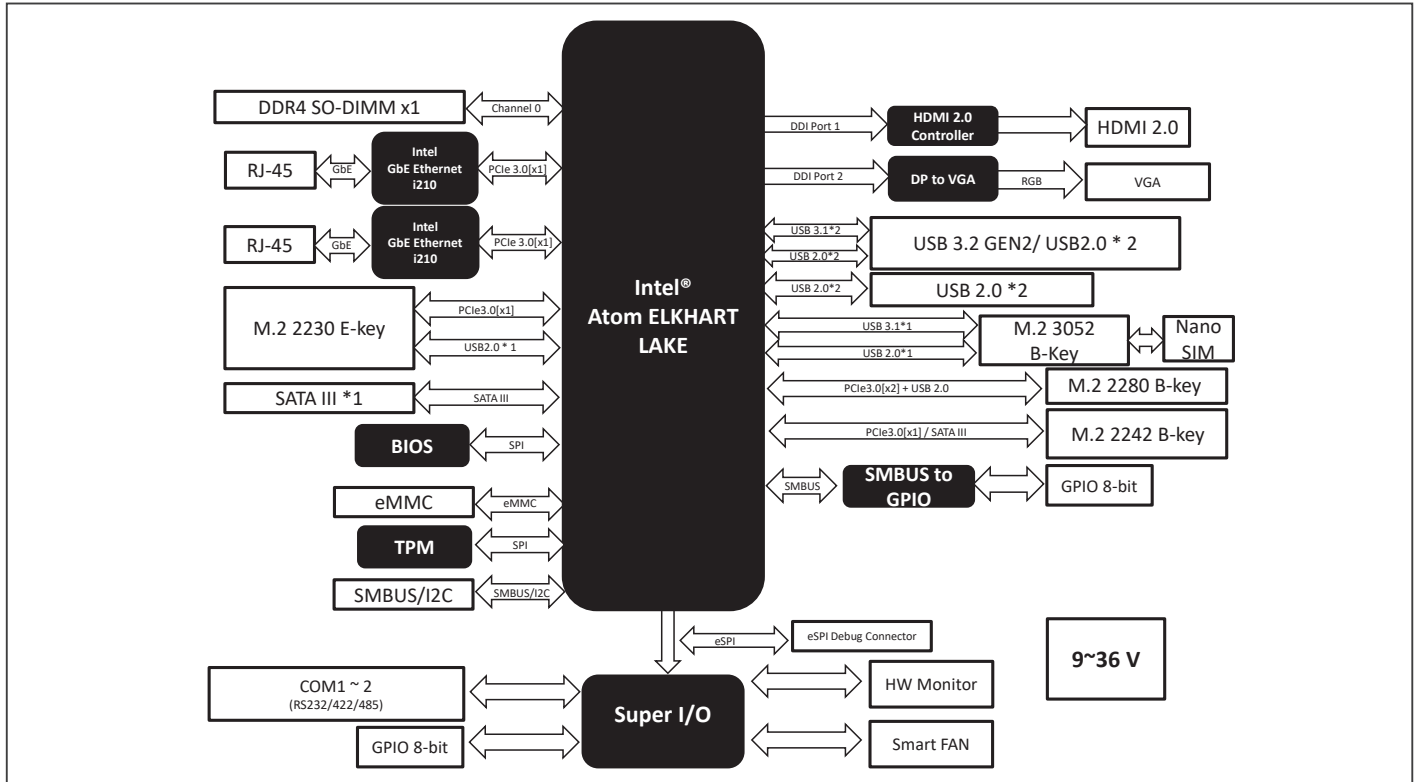 DDR4 SO-DIMM x1
Channel 0
RJ-45
GbE
Intel
GbE Ethernet
i210
PCIe 3.0[x1]
RJ-45
GbE
Intel
GbE Ethernet
i210
PCIe 3.0[x1]
M.2 2230 E-key
PCIe3.0[x1]
USB2.0 * 1
SATA III *1
SATA III
BIOS
SPI
eMMC
eMMC
TPM
SPI
SMBUS/I2C
SMBUS/I2C
Intel®
Atom ELKHART
LAKE
DDI Port 1
HDMI 2.0
Controller
HDMI 2.0
DDI Port 2
DP to VGA
RGB
VGA
USB 3.1*2
USB 2.0*2
USB 3.2 GEN2/ USB2.0 * 2
USB 2.0*2
USB 2.0 *2
USB 3.1*1
USB 2.0*1
M.2 3052
B-Key
Nano
SIM
PCIe3.0[x2] + USB 2.0
M.2 2280 B-key
PCIe3.0[x1] / SATA III
M.2 2242 B-key
SMBUS
SMBUS to
GPIO
GPIO 8-bit
eSPI
eSPI Debug Connector
COM1 ~ 2
(RS232/422/485)
GPIO 8-bit
Super I/O
HW Monitor
Smart FAN
9~36 V